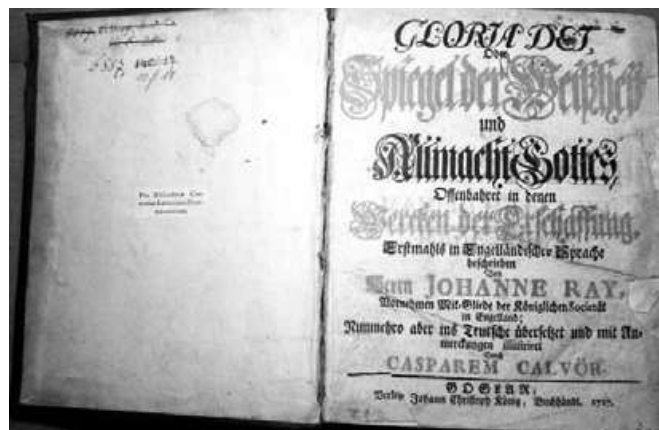 GLORIA DEI,
Oder
Spiegel der Weißheit
und
Allmacht Gottes,
Offenbahret in denen
Wercken der Erschaffung.
Erstmahls in Engelländischer Sprache
beschrieben
Von
Herrn JOHANNE RAY,
Vornehmen Mit-Gliede der Königlichen Societät
in Engelland;
Nunmehro aber ins Teutsche übersetzet und mit An-
merckungen illustriret
Durch
CASPAREM CALVÖR.
GOSLAR,
Verlegts Johann Christoph König, Buchhändl. 1717.